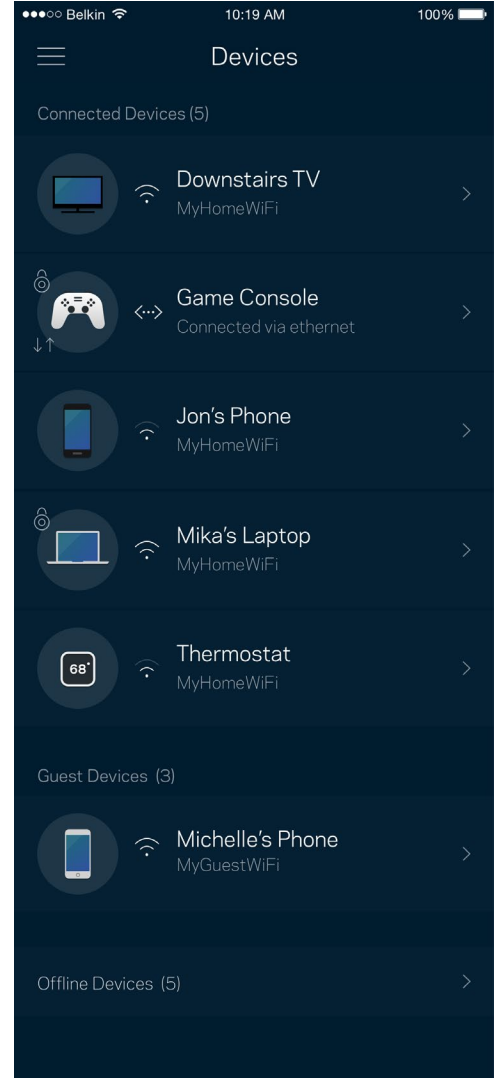 Belkin 10:19 AM 100%
Devices
Connected Devices (5)
Downstairs TV
MyHomeWiFi
Game Console
Connected via ethernet
Jon's Phone
MyHomeWiFi
Mika's Laptop
MyHomeWiFi
68°
Thermostat
MyHomeWiFi
Guest Devices (3)
Michelle's Phone
MyGuestWiFi
Offline Devices (5)